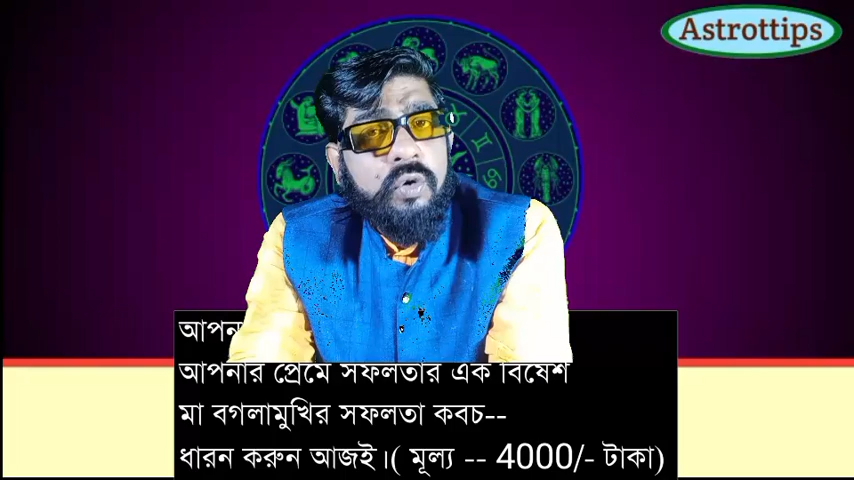 Astrottips
আপনার প্রেমে সফলতার এক বিষেশ
মা বগলামুখির সফলতা কবচ--
ধারন করুন আজই।( মূল্য -- 4000/- টাকা)